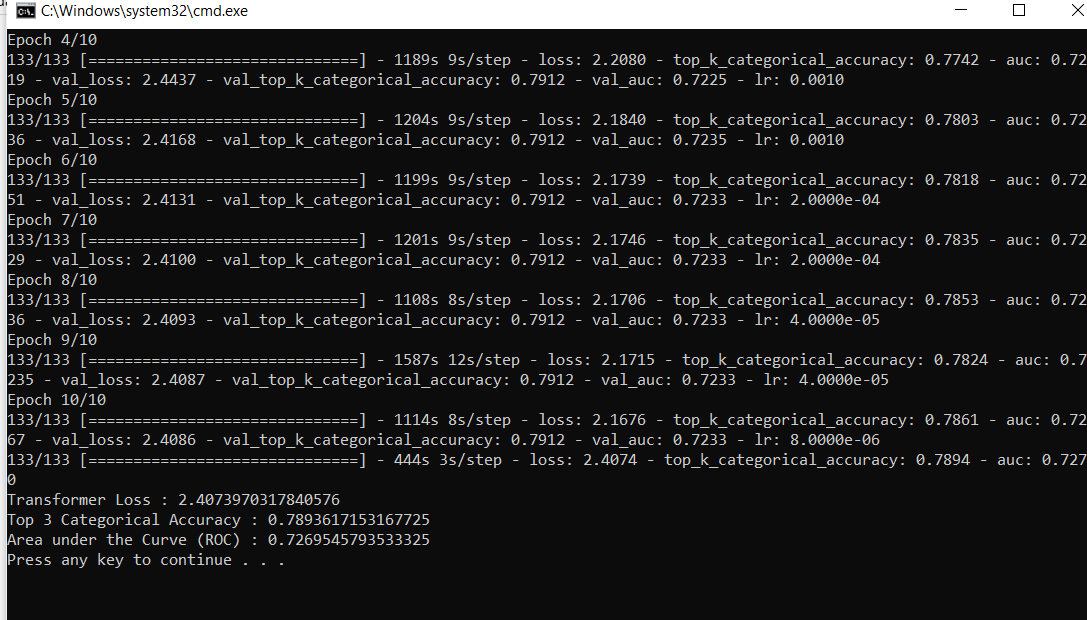 C:\Windows\system32\cmd.exe
Epoch 4/10
133/133 [==============================] - 1189s 9s/step - loss: 2.2080 - top_k_categorical_accuracy: 0.7742 - auc: 0.72
19 - val_loss: 2.4437 - val_top_k_categorical_accuracy: 0.7912 - val_auc: 0.7225 - lr: 0.0010
Epoch 5/10
133/133 [==============================] - 1204s 9s/step - loss: 2.1840 - top_k_categorical_accuracy: 0.7803 - auc: 0.72
36 - val_loss: 2.4168 - val_top_k_categorical_accuracy: 0.7912 - val_auc: 0.7235 - lr: 0.0010
Epoch 6/10
133/133 [==============================] - 1199s 9s/step - loss: 2.1739 - top_k_categorical_accuracy: 0.7818 - auc: 0.72
51 - val_loss: 2.4131 - val_top_k_categorical_accuracy: 0.7912 - val_auc: 0.7233 - lr: 2.0000e-04
Epoch 7/10
133/133 [==============================] - 1201s 9s/step - loss: 2.1746 - top_k_categorical_accuracy: 0.7835 - auc: 0.72
29 - val_loss: 2.4100 - val_top_k_categorical_accuracy: 0.7912 - val_auc: 0.7233 - lr: 2.0000e-04
Epoch 8/10
133/133 [==============================] - 1108s 8s/step - loss: 2.1706 - top_k_categorical_accuracy: 0.7853 - auc: 0.72
36 - val_loss: 2.4093 - val_top_k_categorical_accuracy: 0.7912 - val_auc: 0.7233 - lr: 4.0000e-05
Epoch 9/10
133/133 [==============================] - 1587s 12s/step - loss: 2.1715 - top_k_categorical_accuracy: 0.7824 - auc: 0.7
235 - val_loss: 2.4087 - val_top_k_categorical_accuracy: 0.7912 - val_auc: 0.7233 - lr: 4.0000e-05
Epoch 10/10
133/133 [==============================] - 1114s 8s/step - loss: 2.1676 - top_k_categorical_accuracy: 0.7861 - auc: 0.72
67 - val_loss: 2.4086 - val_top_k_categorical_accuracy: 0.7912 - val_auc: 0.7233 - lr: 8.0000e-06
133/133 [==============================] - 444s 3s/step - loss: 2.4074 - top_k_categorical_accuracy: 0.7894 - auc: 0.727
0
Transformer Loss : 2.4073970317840576
Top 3 Categorical Accuracy : 0.7893617153167725
Area under the Curve (ROC) : 0.7269545793533325
Press any key to continue . . .